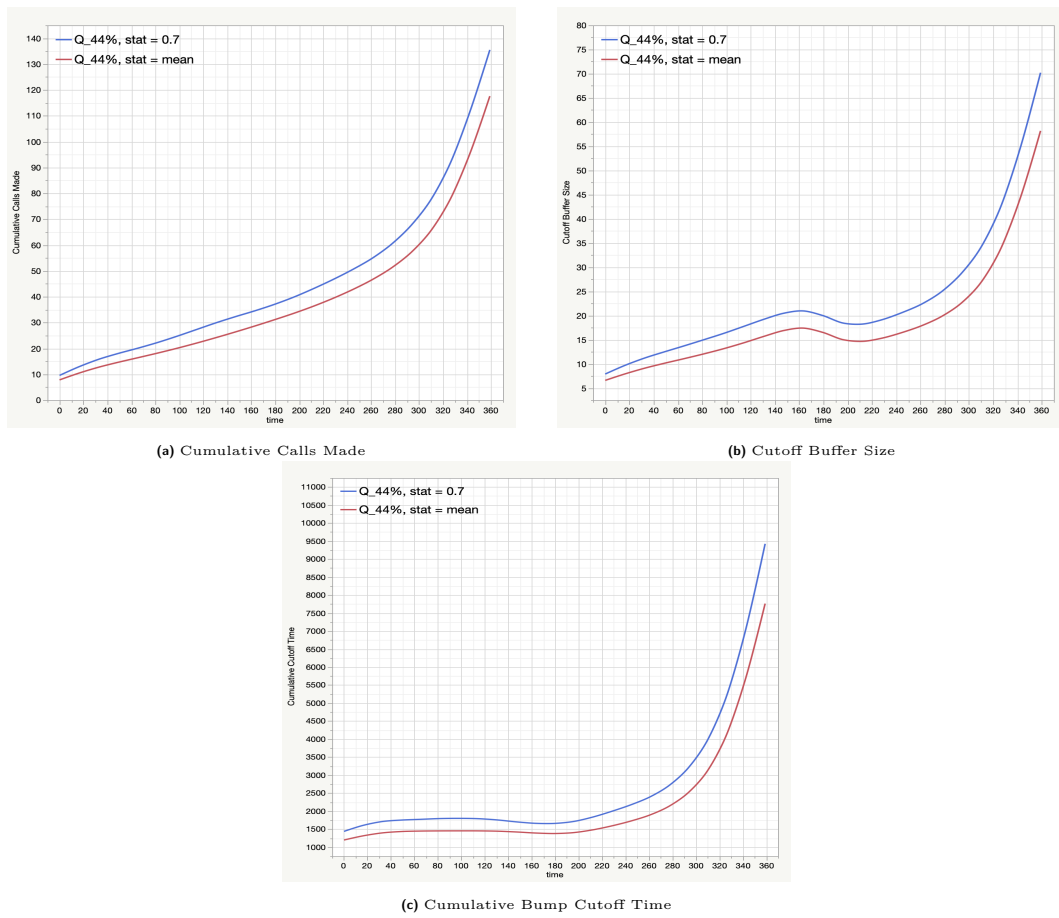 Q_44%, stat = 0.7
Q_44%, stat = mean
Cumulative Calls Made
140
130
120
110
100
90
80
70
60
50
40
30
20
10
0
0 20 40 60 80 100 120 140 160 180 200 220 240 260 280 300 320 340 360
time
(a) Cumulative Calls Made
Q_44%, stat = 0.7
Q_44%, stat = mean
Cutoff Buffer Size
80
75
70
65
60
55
50
45
40
35
30
25
20
15
10
5
0 20 40 60 80 100 120 140 160 180 200 220 240 260 280 300 320 340 360
time
(b) Cutoff Buffer Size
Q_44%, stat = 0.7
Q_44%, stat = mean
Cumulative Cutoff Time
11000
10500
10000
9500
9000
8500
8000
7500
7000
6500
6000
5500
5000
4500
4000
3500
3000
2500
2000
1500
1000
0 20 40 60 80 100 120 140 160 180 200 220 240 260 280 300 320 340 360
time
(c) Cumulative Bump Cutoff Time